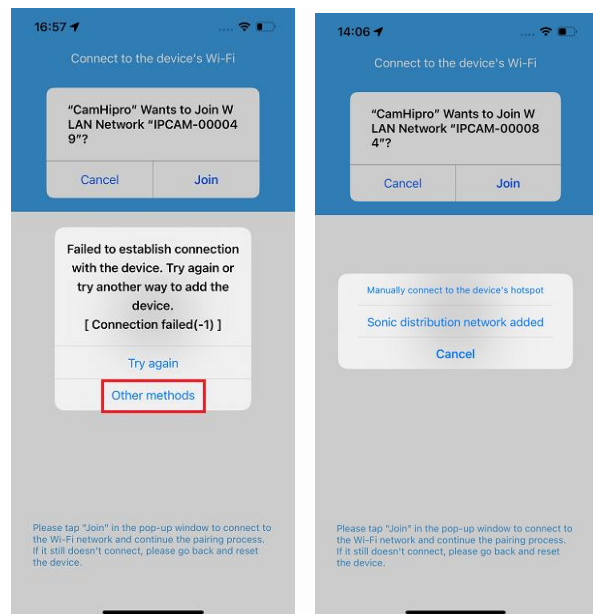 16:57
Connect to the device's Wi-Fi
"CamHipro" Wants to Join W
LAN Network "IPCAM-00004
9"?
Cancel
Join
Failed to establish connection
with the device. Try again or
try another way to add the
device.
[ Connection failed(-1) ]
Try again
Other methods
Please tap "Join" in the pop-up window to connect to
the Wi-Fi network and continue the pairing process.
If it still doesn't connect, please go back and reset
the device.
14:06
Connect to the device's Wi-Fi
"CamHipro" Wants to Join W
LAN Network "IPCAM-00008
4"?
Cancel
Join
Manually connect to the device's hotspot
Sonic distribution network added
Cancel
Please tap "Join" in the pop-up window to connect to
the Wi-Fi network and continue the pairing process.
If it still doesn't connect, please go back and reset
the device.